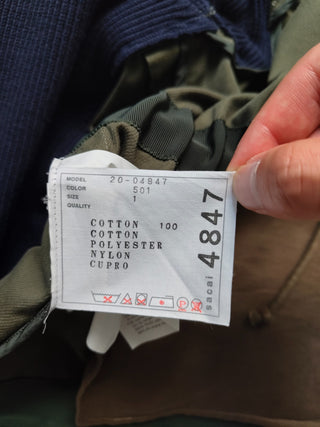 MODEL 20-04847
COLOR 501
SIZE 1
QUALITY
COTTON 100
COTTON
POLYESTER
NYLON
CUPRO
sacai 4847